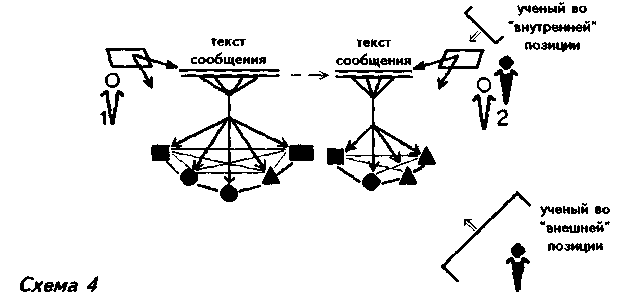 ученый во
"внутренней"
позиции
текст
сообщения
текст
сообщения
1
2
ученый во
"внешней"
позиции
Схема 4